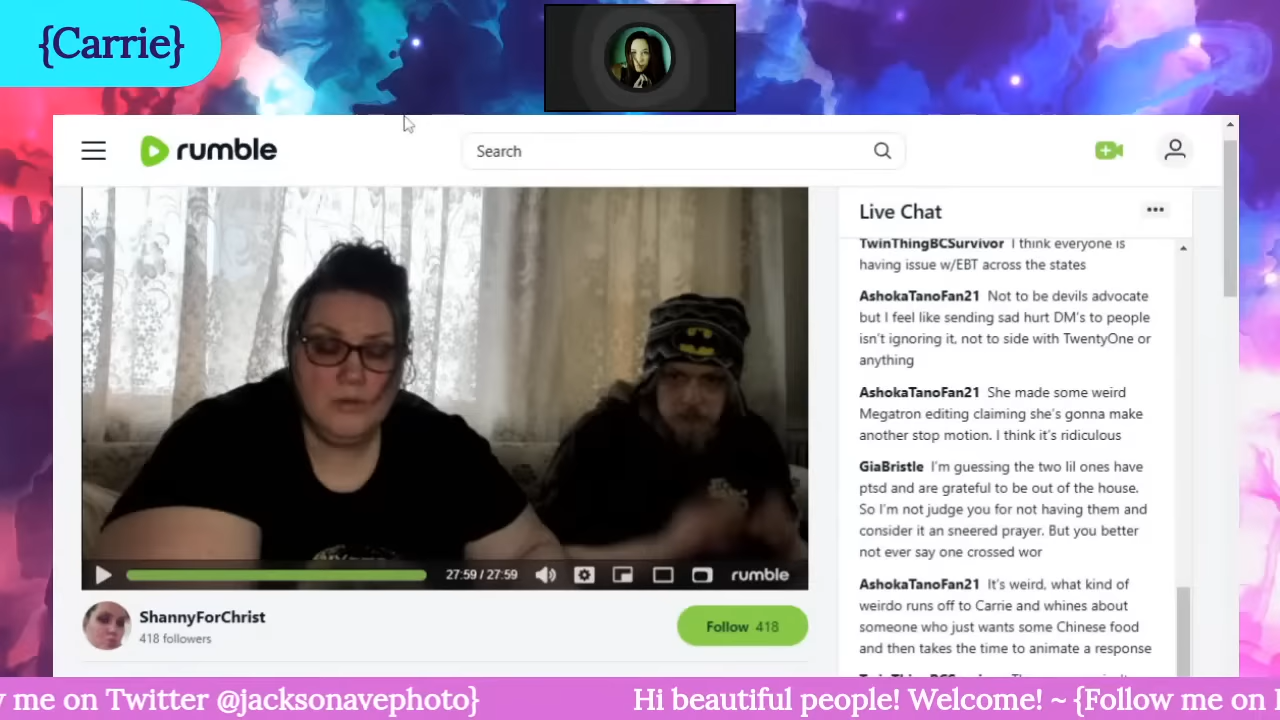 {Carrie}
rumble
Search
Live Chat
TwinThingBCSurvivor I think everyone is
having issue w/EBT across the states
AshokaTanoFan21 Not to be devils advocate
but I feel like sending sad hurt DM's to people
isn't ignoring it, not to side with TwentyOne or
anything
AshokaTanoFan21 She made some weird
Megatron editing claiming she's gonna make
another stop motion. I think it's ridiculous
GiaBristle I'm guessing the two lil ones have
ptsd and are grateful to be out of the house.
So I'm not judge you for not having them and
consider it an sneered prayer. But you better
not ever say one crossed wor
AshokaTanoFan21 It's weird, what kind of
weirdo runs off to Carrie and whines about
someone who just wants some Chinese food
and then takes the time to animate a response
27:59 / 27:59
rumble
ShannyForChrist
418 followers
Follow 418
me on Twitter @jacksonavephoto} Hi beautiful people! Welcome! ~ {Follow me on